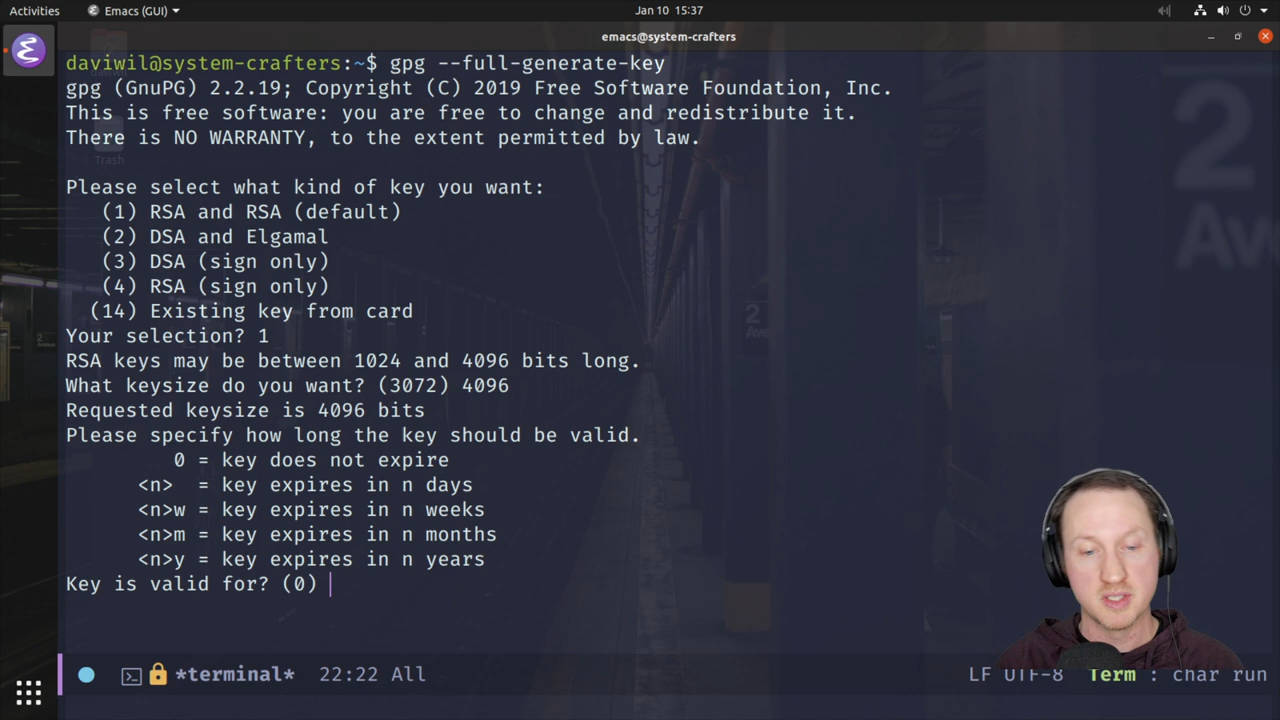 Activities
Emacs (GUI)
Jan 10 15:37
emacs@system-crafters
daviwil@system-crafters:~$ gpg --full-generate-key
gpg (GnuPG) 2.2.19; Copyright (C) 2019 Free Software Foundation, Inc.
This is free software: you are free to change and redistribute it.
There is NO WARRANTY, to the extent permitted by law.
Trash
Please select what kind of key you want:
(1) RSA and RSA (default)
(2) DSA and Elgamal
(3) DSA (sign only)
(4) RSA (sign only)
(14) Existing key from card
Your selection? 1
RSA keys may be between 1024 and 4096 bits long.
What keysize do you want? (3072) 4096
Requested keysize is 4096 bits
Please specify how long the key should be valid.
0 = key does not expire
<n>  = key expires in n days
<n>w = key expires in n weeks
<n>m = key expires in n months
<n>y = key expires in n years
Key is valid for? (0)
2
Av
2
Ave
*terminal* 22:22 All
LF UTF-8 Term : char run